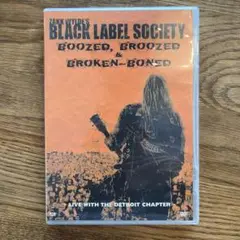 ZAKK WYLDE'S
BLACK LABEL SOCIETY
BOOZED, BROOZED
&
BROKEN-BONED
LIVE WITH THE DETROIT CHAPTER